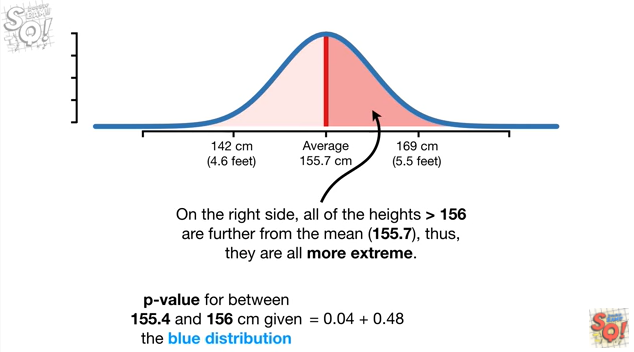 SQ!
142 cm
(4.6 feet)
Average
155.7 cm
169 cm
(5.5 feet)
On the right side, all of the heights > 156
are further from the mean (155.7), thus,
they are all more extreme.
p-value for between
155.4 and 156 cm given = 0.04 + 0.48
the blue distribution
SQ!